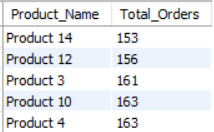 Product_Name Total_Orders
Product 14 153
Product 12 156
Product 3 161
Product 10 163
Product 4 163